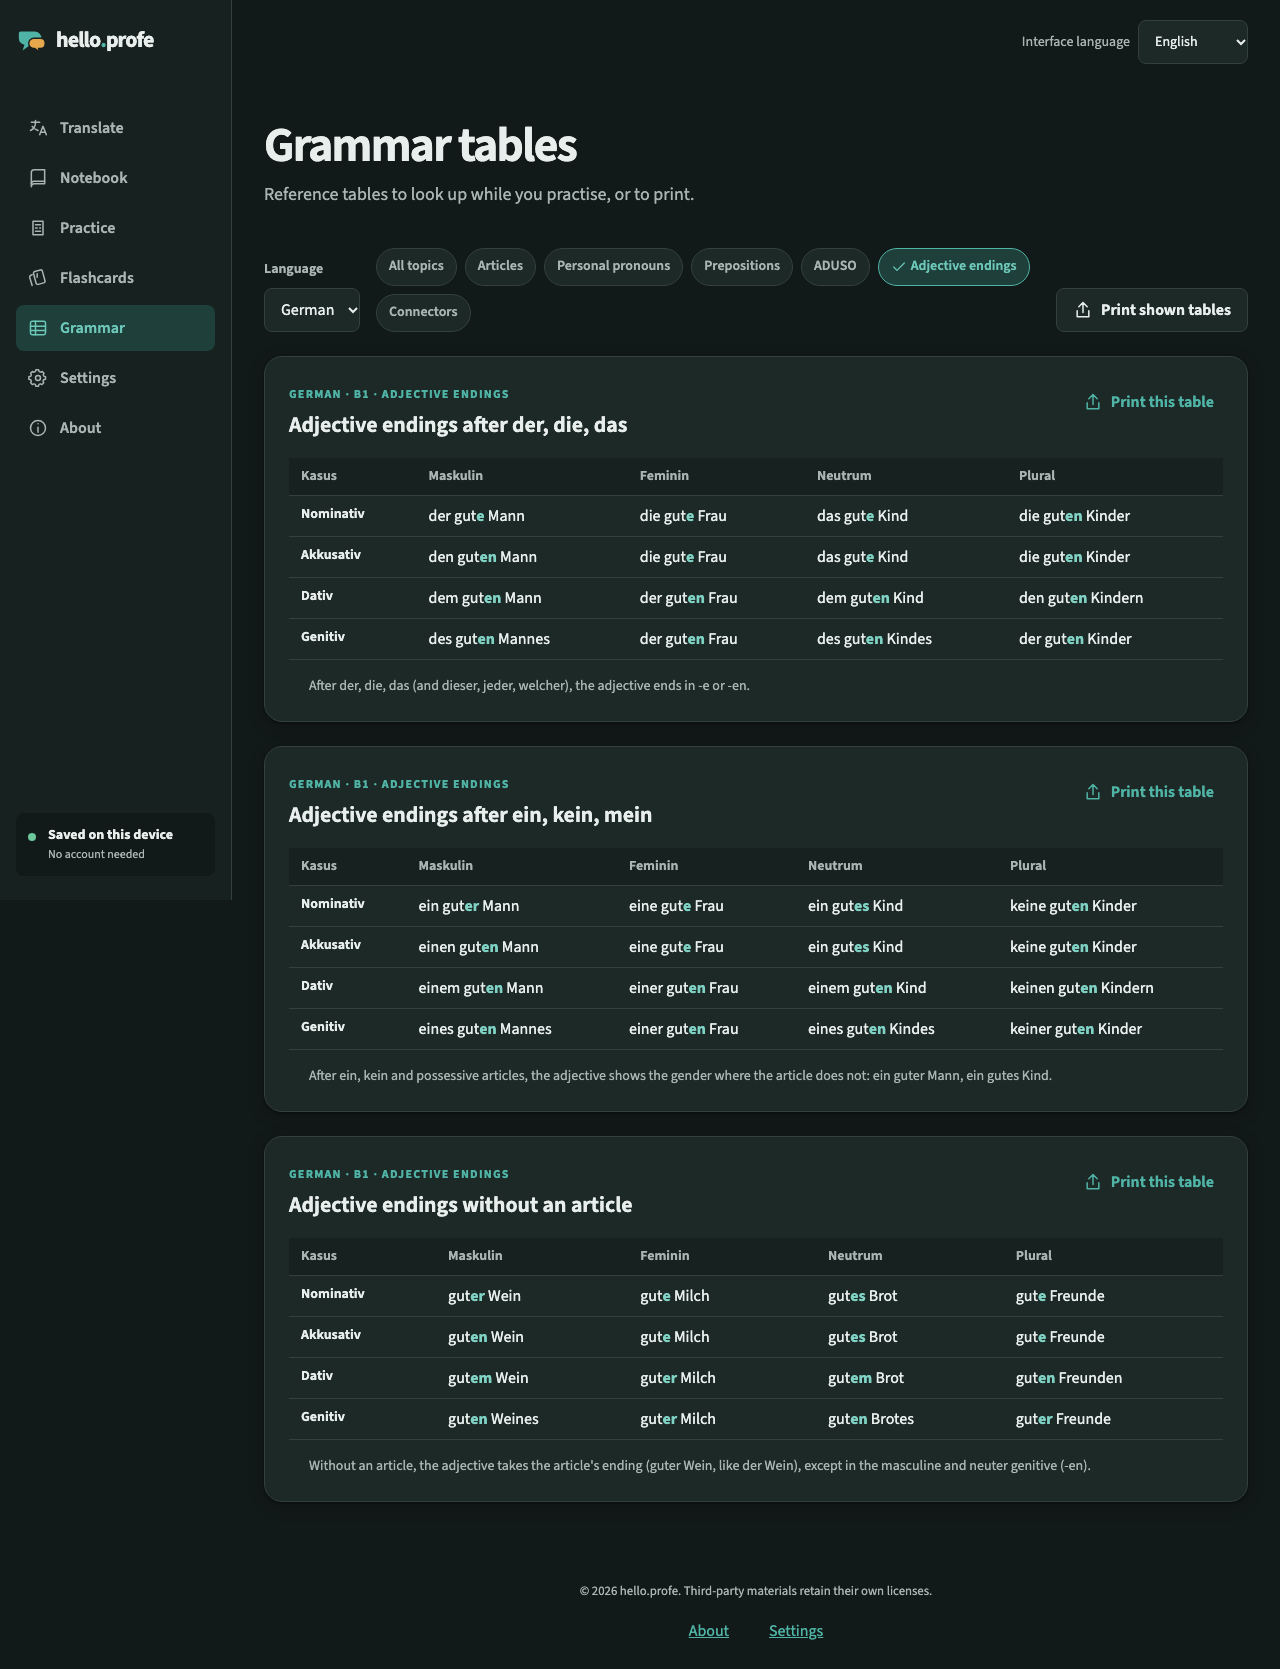 hello.profe
Interface language
English
Translate
Notebook
Practice
Flashcards
Grammar
Settings
About
Saved on this device
No account needed
Grammar tables
Reference tables to look up while you practise, or to print.
Language
German
All topics
Articles
Personal pronouns
Prepositions
ADUSO
Adjective endings
Connectors
Print shown tables
GERMAN · B1 · ADJECTIVE ENDINGS
Adjective endings after der, die, das
Print this table
Kasus Maskulin Feminin Neutrum Plural
Nominativ der gute Mann die gute Frau das gute Kind die guten Kinder
Akkusativ den guten Mann die gute Frau das gute Kind die guten Kinder
Dativ dem guten Mann der guten Frau dem guten Kind den guten Kindern
Genitiv des guten Mannes der guten Frau des guten Kindes der guten Kinder
After der, die, das (and dieser, jeder, welcher), the adjective ends in -e or -en.
GERMAN · B1 · ADJECTIVE ENDINGS
Adjective endings after ein, kein, mein
Print this table
Kasus Maskulin Feminin Neutrum Plural
Nominativ ein guter Mann eine gute Frau ein gutes Kind keine guten Kinder
Akkusativ einen guten Mann eine gute Frau ein gutes Kind keine guten Kinder
Dativ einem guten Mann einer guten Frau einem guten Kind keinen guten Kindern
Genitiv eines guten Mannes einer guten Frau eines guten Kindes keiner guten Kinder
After ein, kein and possessive articles, the adjective shows the gender where the article does not: ein guter Mann, ein gutes Kind.
GERMAN · B1 · ADJECTIVE ENDINGS
Adjective endings without an article
Print this table
Kasus Maskulin Feminin Neutrum Plural
Nominativ guter Wein gute Milch gutes Brot gute Freunde
Akkusativ guten Wein gute Milch gutes Brot gute Freunde
Dativ gutem Wein guter Milch gutem Brot guten Freunden
Genitiv guten Weines guter Milch guten Brotes guter Freunde
Without an article, the adjective takes the article's ending (guter Wein, like der Wein), except in the masculine and neuter genitive (-en).
© 2026 hello.profe. Third-party materials retain their own licenses.
About Settings